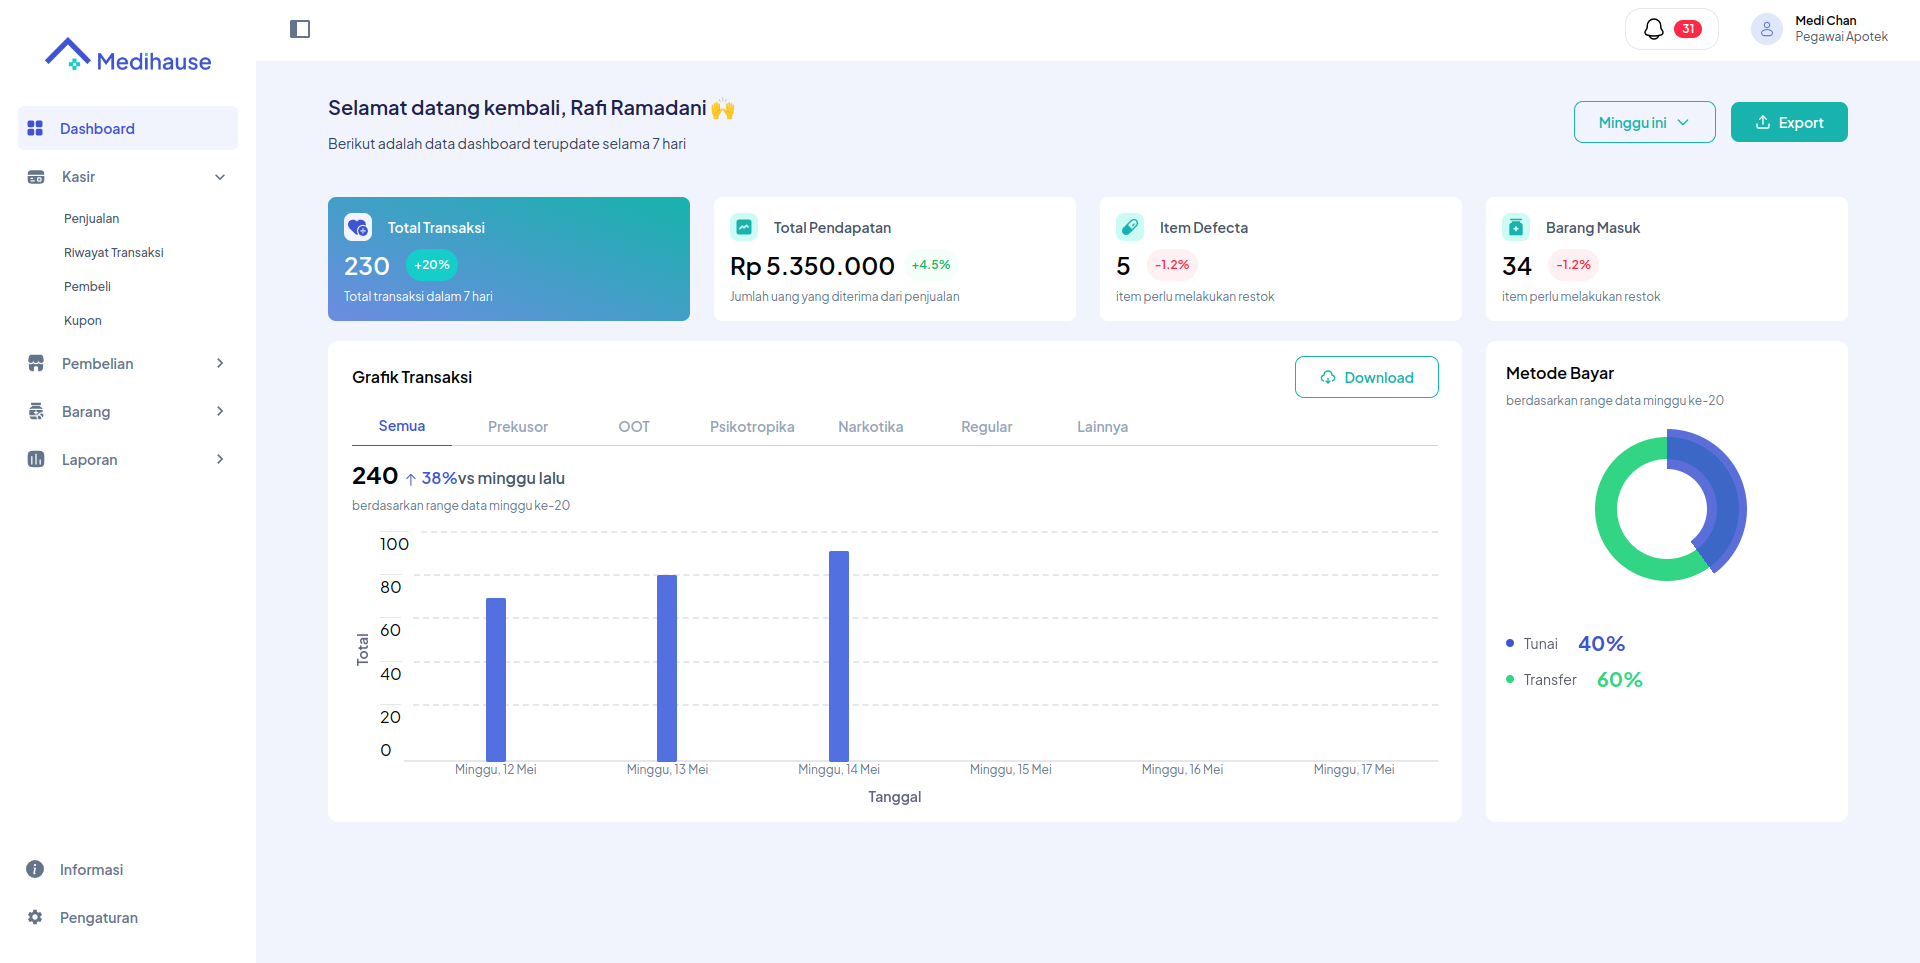 Medihause
31
Medi Chan
Pegawai Apotek
Dashboard
Kasir
Penjualan
Riwayat Transaksi
Pembeli
Kupon
Pembelian
Barang
Laporan
Informasi
Pengaturan
Selamat datang kembali, Rafi Ramadani 🙌
Berikut adalah data dashboard terupdate selama 7 hari
Minggu ini
Export
Total Transaksi
230 +20%
Total transaksi dalam 7 hari
Total Pendapatan
Rp 5.350.000 +4.5%
Jumlah uang yang diterima dari penjualan
Item Defecta
5 -1.2%
item perlu melakukan restok
Barang Masuk
34 -1.2%
item perlu melakukan restok
Grafik Transaksi
Download
Semua Prekusor OOT Psikotropika Narkotika Regular Lainnya
240 ↑ 38%vs minggu lalu
berdasarkan range data minggu ke-20
100
80
60
40
20
0
Total
Minggu, 12 Mei Minggu, 13 Mei Minggu, 14 Mei Minggu, 15 Mei Minggu, 16 Mei Minggu, 17 Mei
Tanggal
Metode Bayar
berdasarkan range data minggu ke-20
Tunai 40%
Transfer 60%